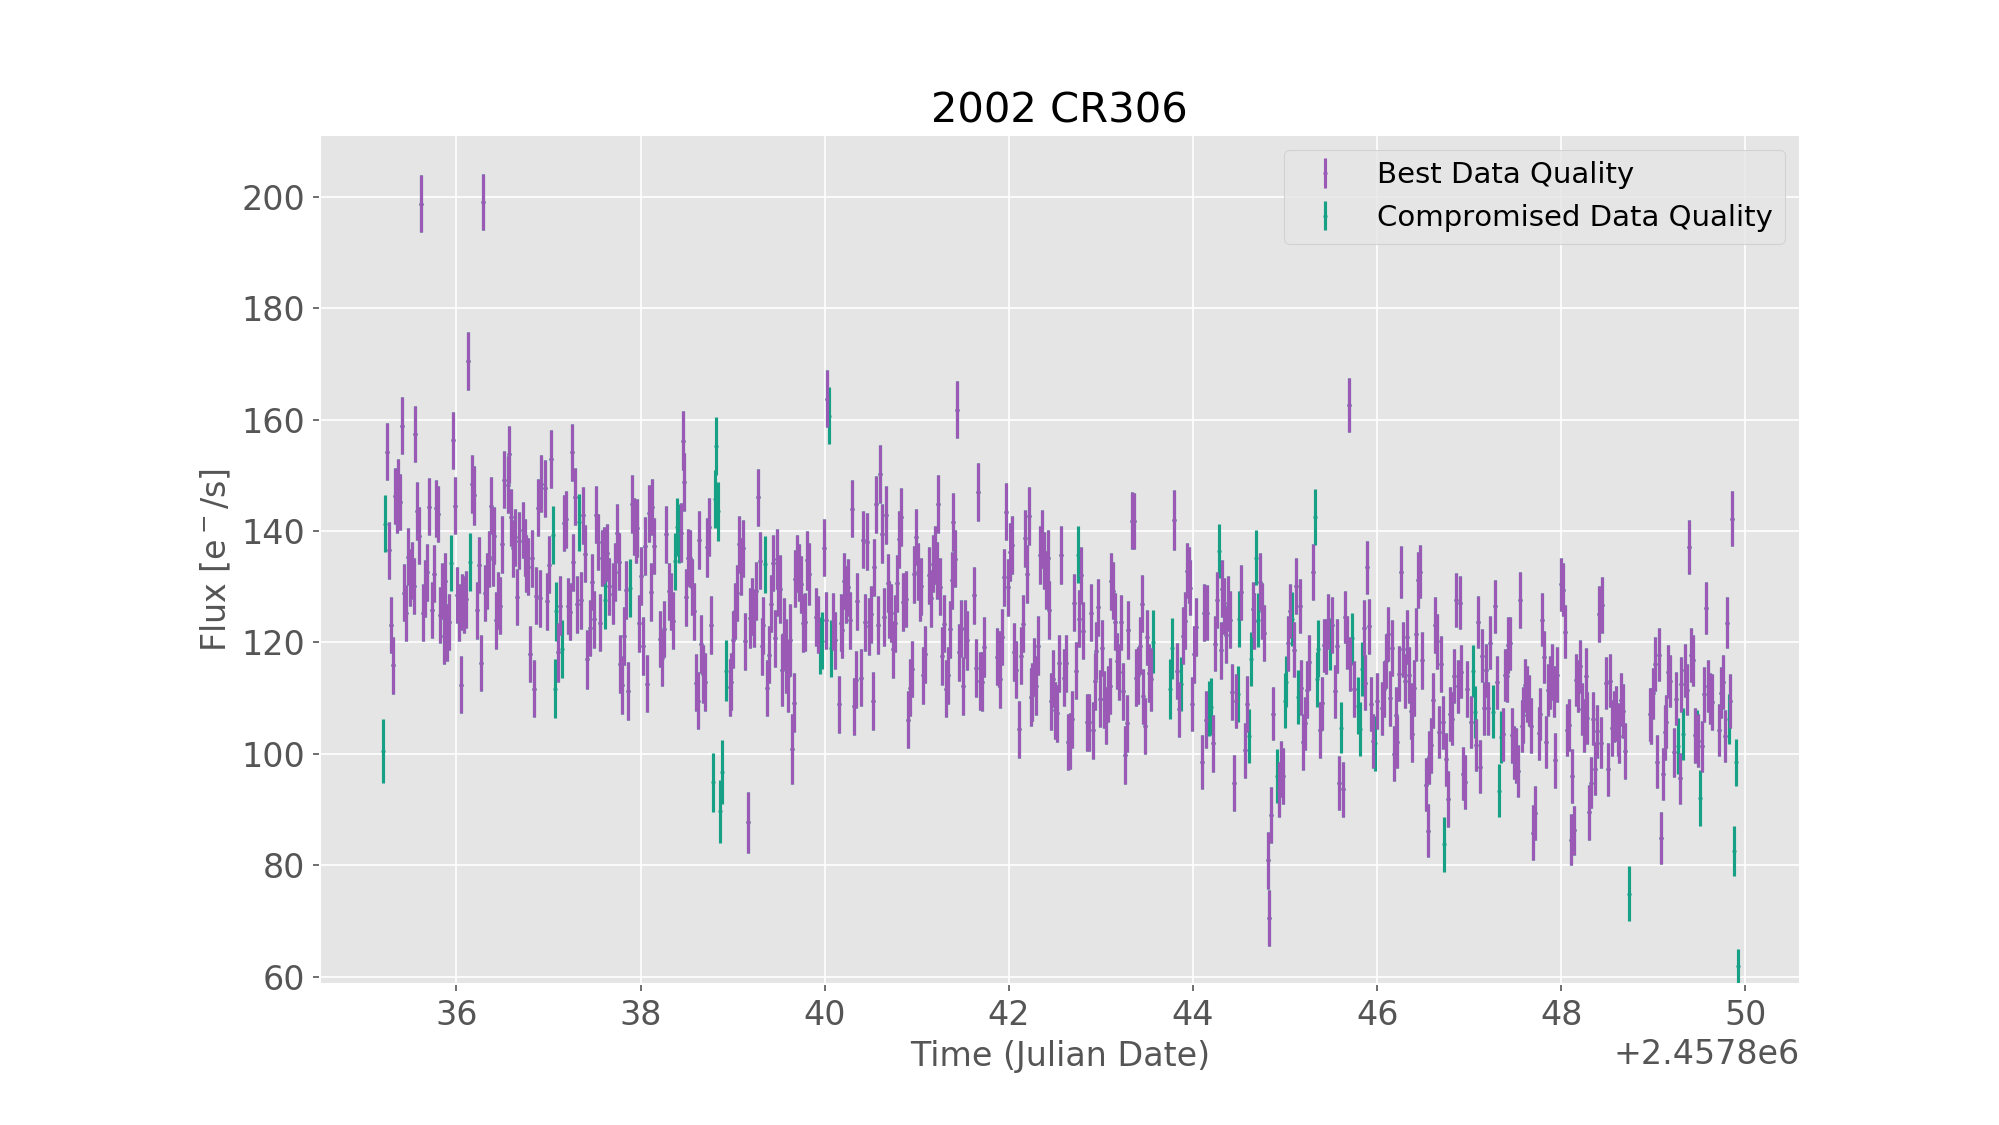 2002 CR306
Best Data Quality
Compromised Data Quality
Flux [e⁻/s]
200
180
160
140
120
100
80
60
36 38 40 42 44 46 48 50
Time (Julian Date)
+2.4578e6